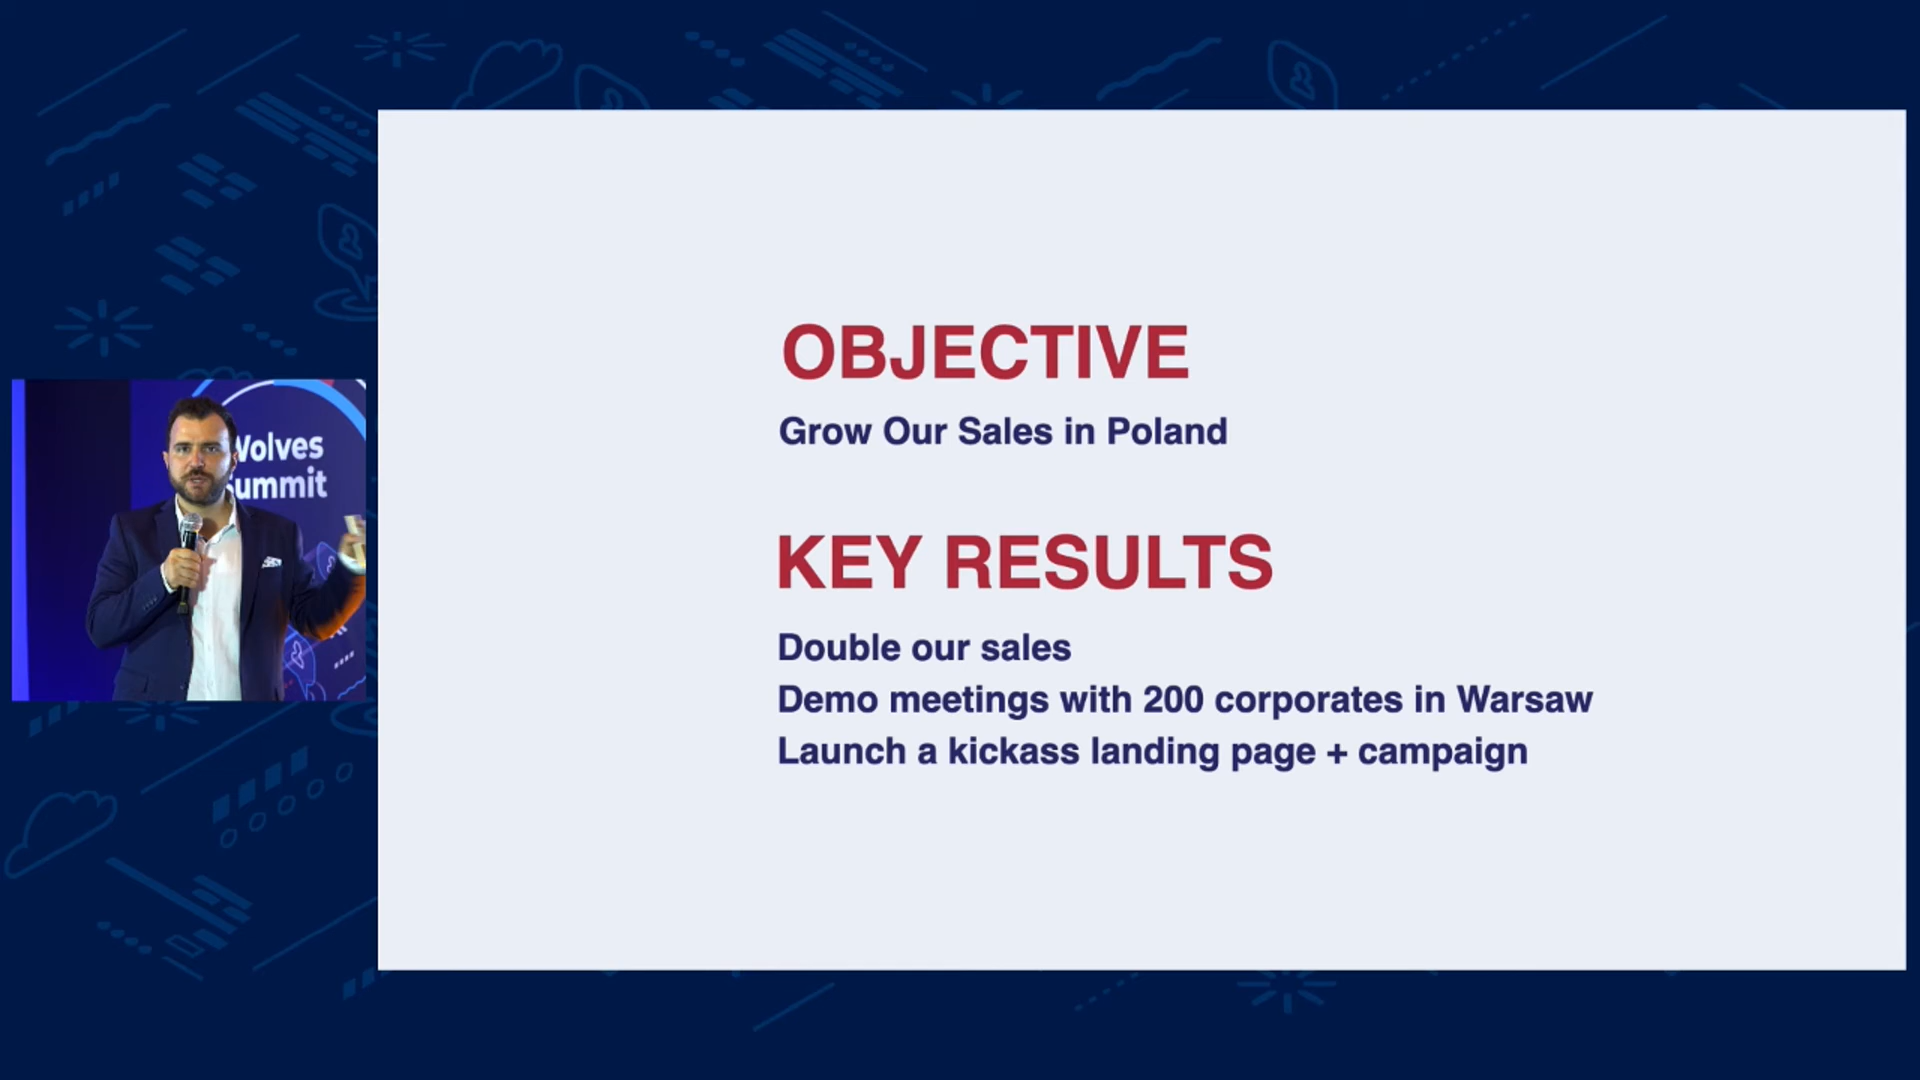 Wolves
Summit
OBJECTIVE
Grow Our Sales in Poland
KEY RESULTS
Double our sales
Demo meetings with 200 corporates in Warsaw
Launch a kickass landing page + campaign